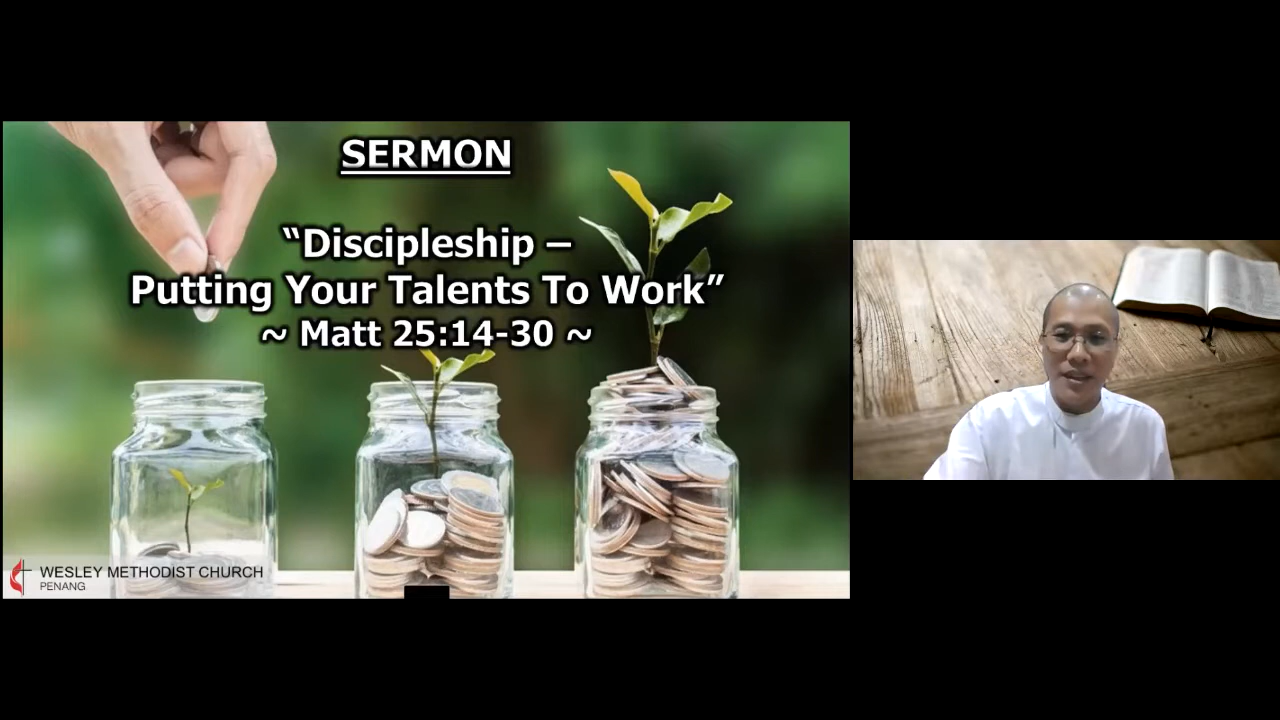 SERMON
“Discipleship –
Putting Your Talents To Work”
~ Matt 25:14-30 ~
WESLEY METHODIST CHURCH
PENANG